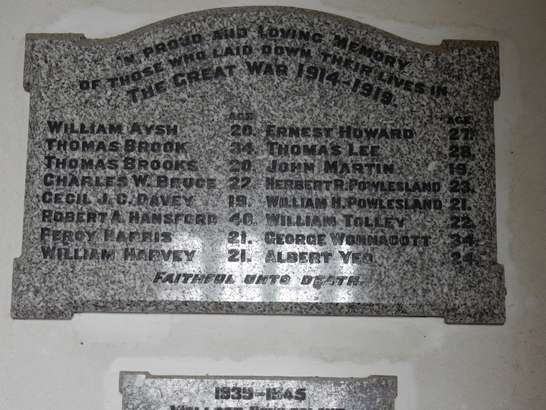 IN PROUD AND LOVING MEMORY
OF THOSE WHO LAID DOWN THEIR LIVES IN
THE GREAT WAR 1914-1919.
AGE AGE
WILLIAM AYSH 20. ERNEST HOWARD 27.
THOMAS BROOK 34. THOMAS LEE 28.
THOMAS BROOKS 20. JOHN MARTIN 19
CHARLES W. BRUCE 22. HERBERT R. POWLESLAND 23.
CECIL J. C. DAVEY 19. WILLIAM H. POWLESLAND 21.
ROBERT A. HANSFORD 40. WILLIAM TOLLEY 22
PERCY HARRIS 21. GEORGE WONNACOTT 34
WILLIAM HARVEY 21. ALBERT YEO 24.
FAITHFUL UNTO DEATH.
1939-1945